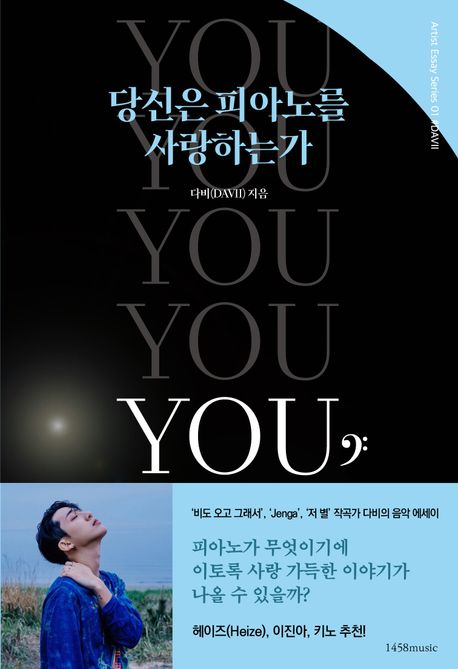 Artist Essay Series 01 #DAVII
YOU
당신은 피아노를
YOU
사랑하는가
다비(DAVII) 지음
YOU
YOU
YOU
'비도 오고 그래서', 'Jenga', '저 별' 작곡가 다비의 음악 에세이
피아노가 무엇이기에
이토록 사랑 가득한 이야기가
나올 수 있을까?
헤이즈(Heize), 이진아, 키노 추천!
1458music